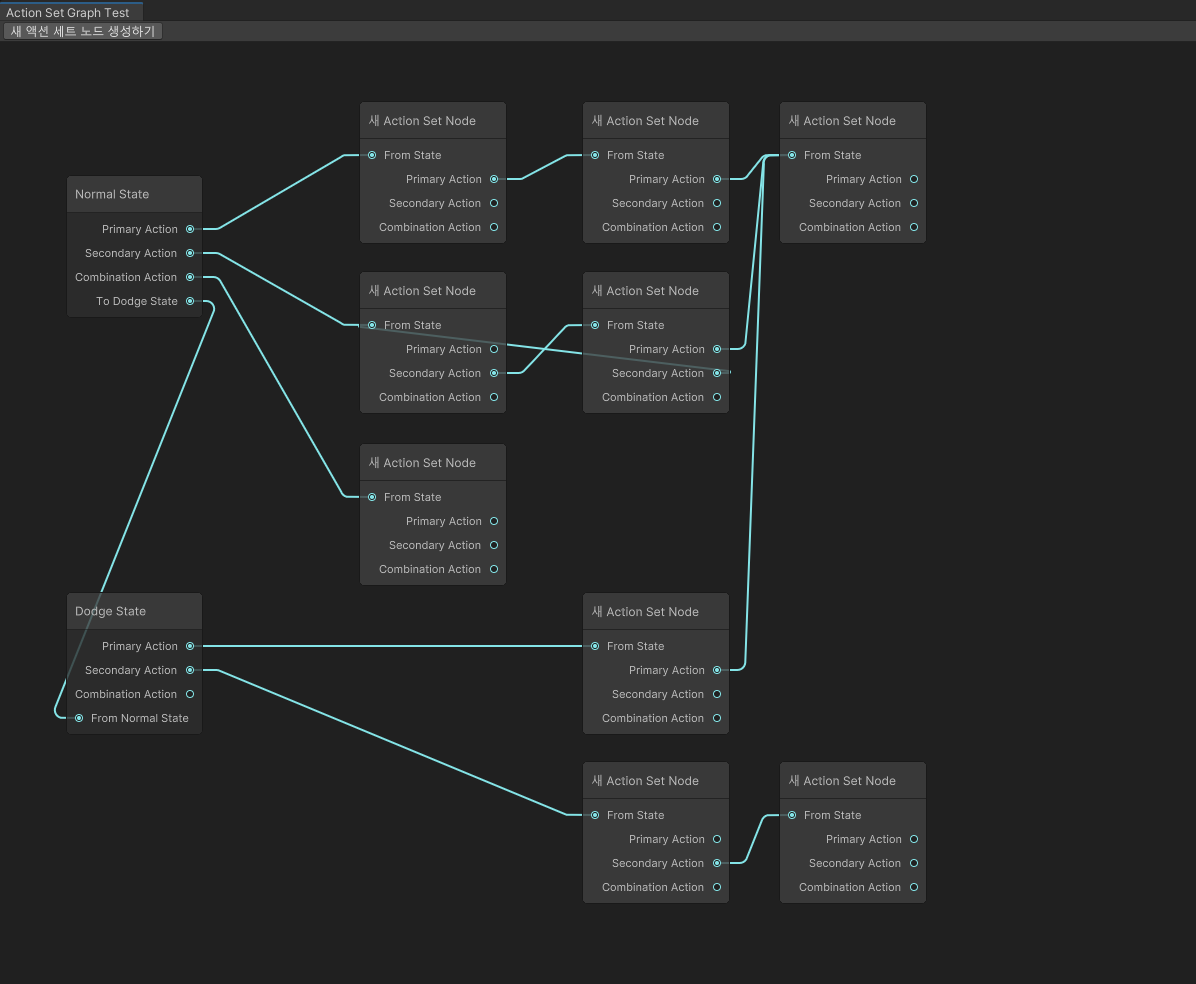 Action Set Graph Test
새 액션 세트 노드 생성하기
Normal State
Primary Action
Secondary Action
Combination Action
To Dodge State
새 Action Set Node
From State
Primary Action
Secondary Action
Combination Action
새 Action Set Node
From State
Primary Action
Secondary Action
Combination Action
새 Action Set Node
From State
Primary Action
Secondary Action
Combination Action
새 Action Set Node
From State
Primary Action
Secondary Action
Combination Action
새 Action Set Node
From State
Primary Action
Secondary Action
Combination Action
새 Action Set Node
From State
Primary Action
Secondary Action
Combination Action
Dodge State
Primary Action
Secondary Action
Combination Action
From Normal State
새 Action Set Node
From State
Primary Action
Secondary Action
Combination Action
새 Action Set Node
From State
Primary Action
Secondary Action
Combination Action
새 Action Set Node
From State
Primary Action
Secondary Action
Combination Action